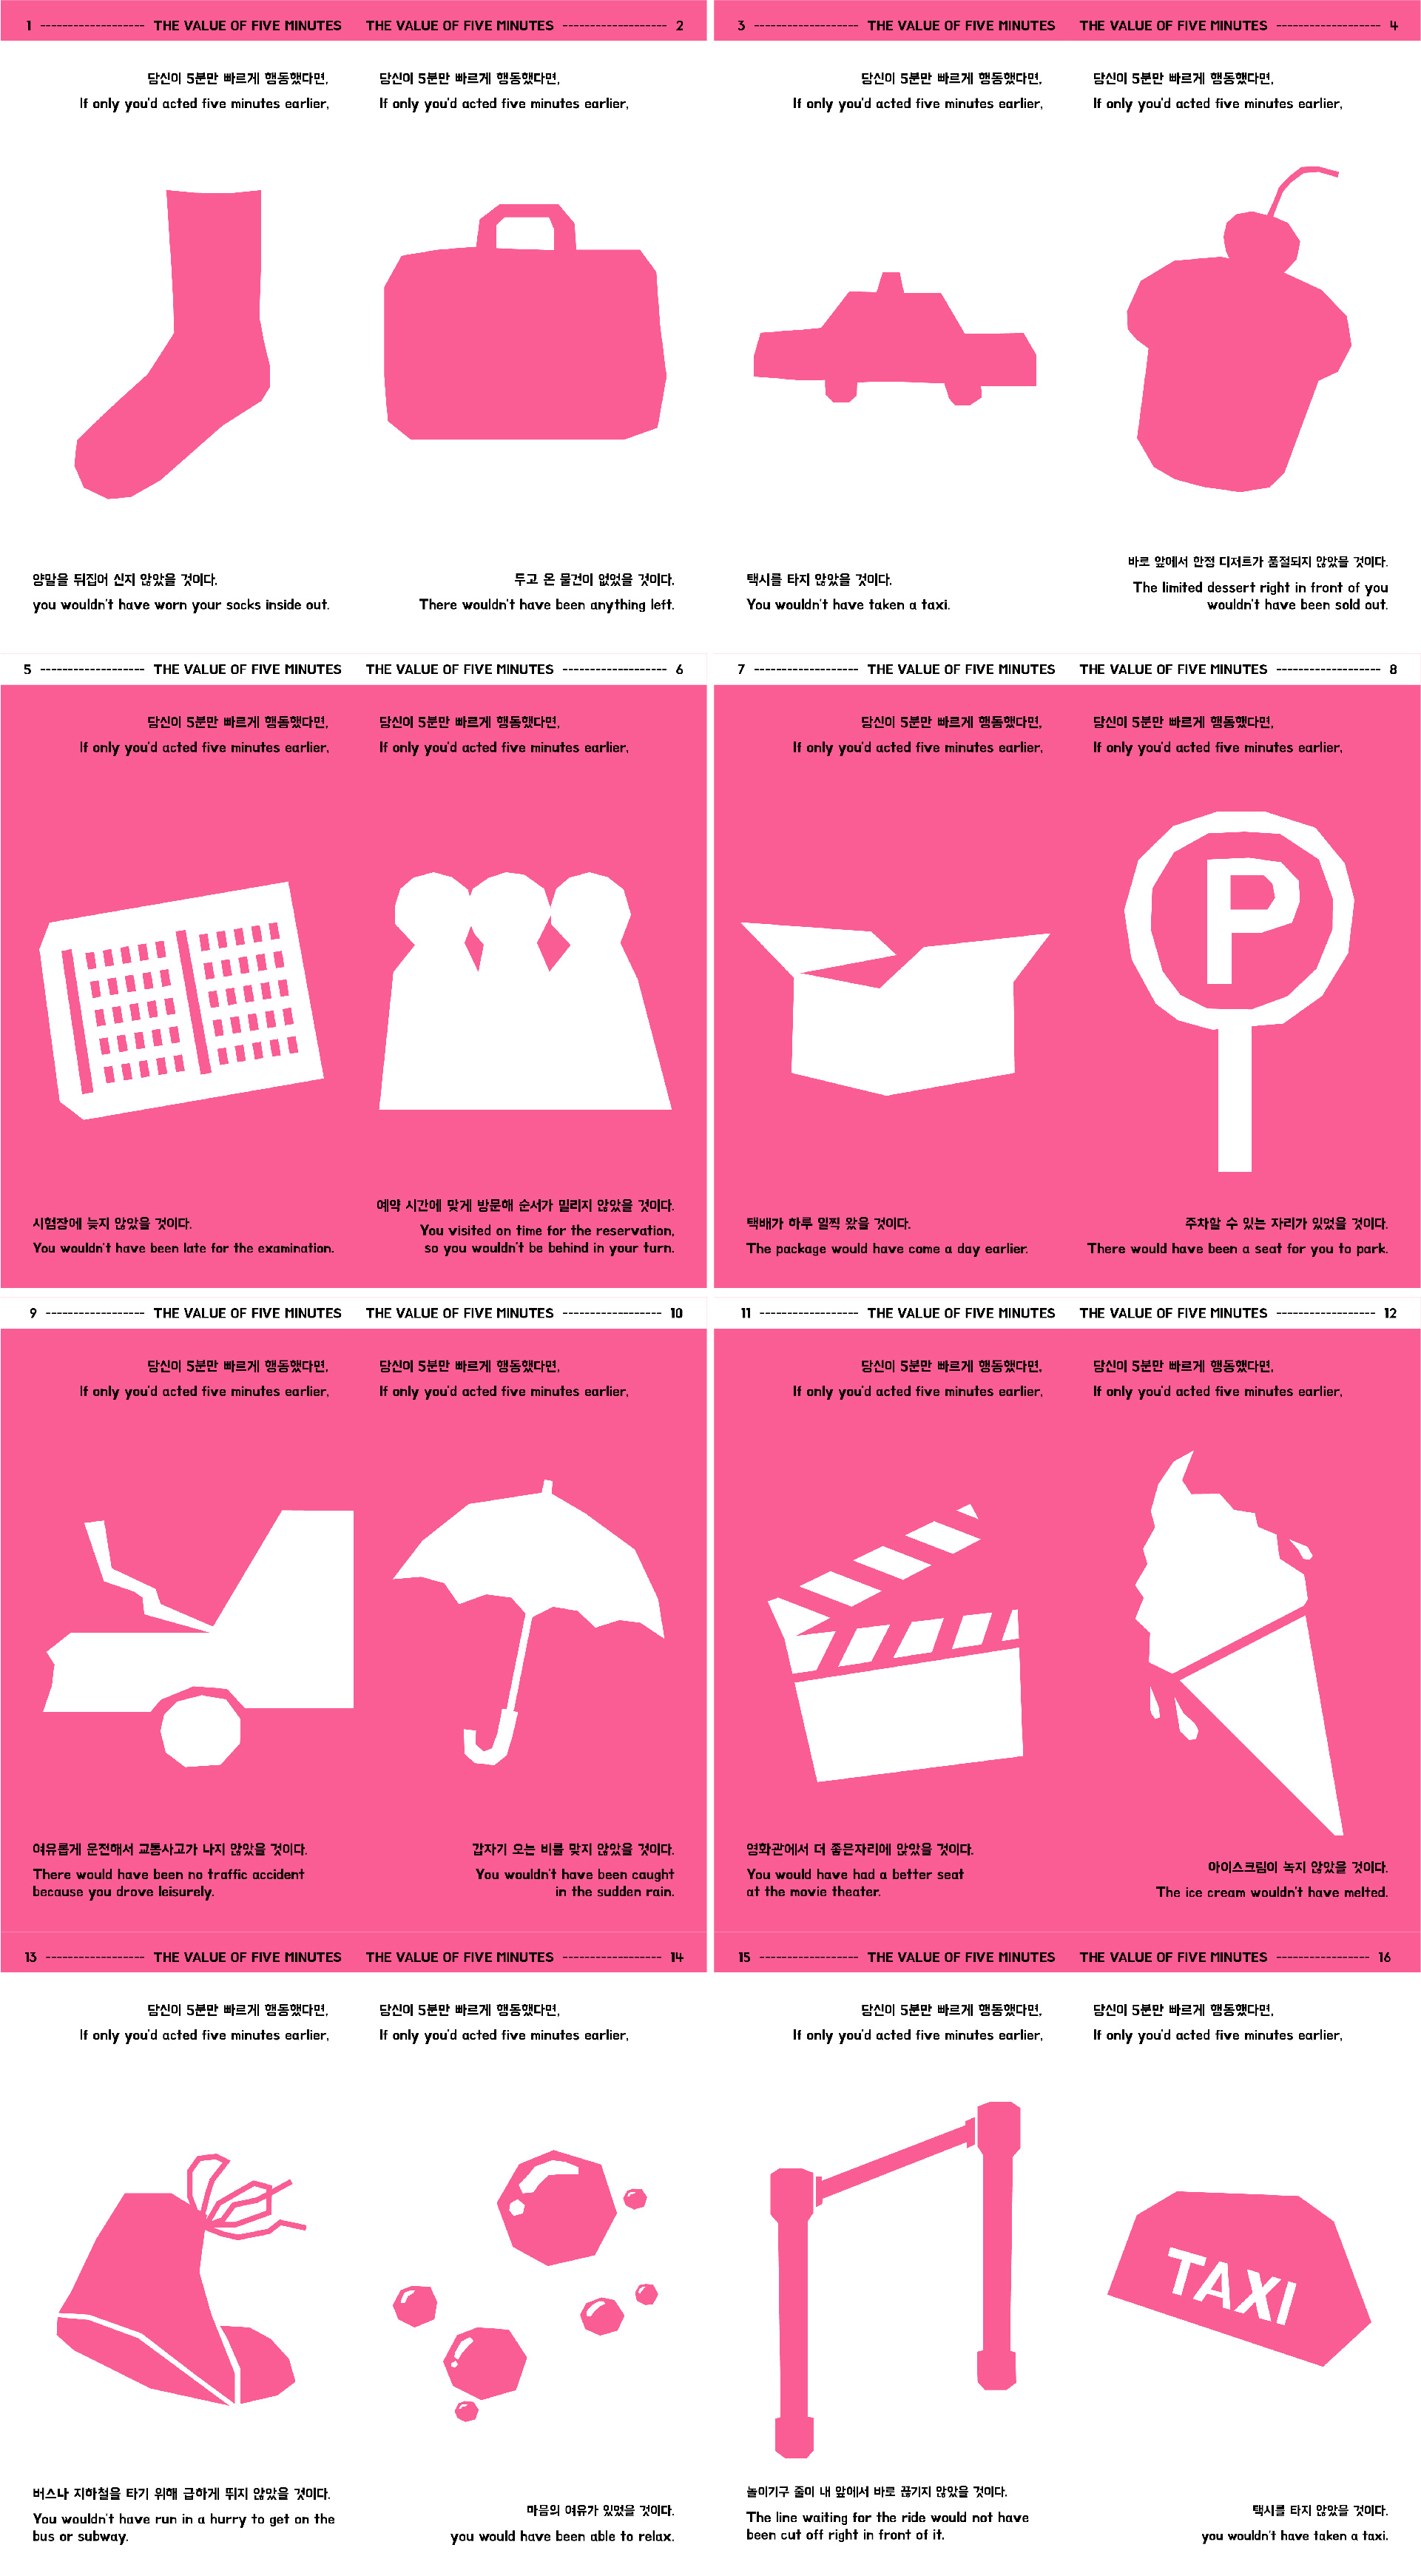 1 ------------------- THE VALUE OF FIVE MINUTES
당신이 5분만 빠르게 행동했다면,
If only you'd acted five minutes earlier,
양말을 뒤집어 신지 않았을 것이다.
you wouldn't have worn your socks inside out.
THE VALUE OF FIVE MINUTES ------------------- 2
당신이 5분만 빠르게 행동했다면,
If only you'd acted five minutes earlier,
두고 온 물건이 없었을 것이다.
There wouldn't have been anything left.
3 ------------------- THE VALUE OF FIVE MINUTES
당신이 5분만 빠르게 행동했다면,
If only you'd acted five minutes earlier,
택시를 타지 않았을 것이다.
You wouldn't have taken a taxi.
THE VALUE OF FIVE MINUTES ------------------- 4
당신이 5분만 빠르게 행동했다면,
If only you'd acted five minutes earlier,
바로 앞에서 한정 디저트가 품절되지 않았을 것이다.
The limited dessert right in front of you
wouldn't have been sold out.
5 ------------------- THE VALUE OF FIVE MINUTES
당신이 5분만 빠르게 행동했다면,
If only you'd acted five minutes earlier,
시험장에 늦지 않았을 것이다.
You wouldn't have been late for the examination.
THE VALUE OF FIVE MINUTES ------------------- 6
당신이 5분만 빠르게 행동했다면,
If only you'd acted five minutes earlier,
예약 시간에 맞게 방문해 순서가 밀리지 않았을 것이다.
You visited on time for the reservation,
so you wouldn't be behind in your turn.
7 ------------------- THE VALUE OF FIVE MINUTES
당신이 5분만 빠르게 행동했다면,
If only you'd acted five minutes earlier,
택배가 하루 일찍 왔을 것이다.
The package would have come a day earlier.
THE VALUE OF FIVE MINUTES ------------------- 8
당신이 5분만 빠르게 행동했다면,
If only you'd acted five minutes earlier,
P
주차할 수 있는 자리가 있었을 것이다.
There would have been a seat for you to park.
9 ------------------ THE VALUE OF FIVE MINUTES
당신이 5분만 빠르게 행동했다면,
If only you'd acted five minutes earlier,
여유롭게 운전해서 교통사고가 나지 않았을 것이다.
There would have been no traffic accident
because you drove leisurely.
THE VALUE OF FIVE MINUTES ------------------ 10
당신이 5분만 빠르게 행동했다면,
If only you'd acted five minutes earlier,
갑자기 오는 비를 맞지 않았을 것이다.
You wouldn't have been caught
in the sudden rain.
11 ------------------ THE VALUE OF FIVE MINUTES
당신이 5분만 빠르게 행동했다면,
If only you'd acted five minutes earlier,
영화관에서 더 좋은자리에 앉았을 것이다.
You would have had a better seat
at the movie theater.
THE VALUE OF FIVE MINUTES ------------------ 12
당신이 5분만 빠르게 행동했다면,
If only you'd acted five minutes earlier,
아이스크림이 녹지 않았을 것이다.
The ice cream wouldn't have melted.
13 ------------------ THE VALUE OF FIVE MINUTES
당신이 5분만 빠르게 행동했다면,
If only you'd acted five minutes earlier,
버스나 지하철을 타기 위해 급하게 뛰지 않았을 것이다.
You wouldn't have run in a hurry to get on the
bus or subway.
THE VALUE OF FIVE MINUTES ------------------ 14
당신이 5분만 빠르게 행동했다면,
If only you'd acted five minutes earlier,
마음의 여유가 있었을 것이다.
you would have been able to relax.
15 ------------------ THE VALUE OF FIVE MINUTES
당신이 5분만 빠르게 행동했다면,
If only you'd acted five minutes earlier,
놀이기구 줄이 내 앞에서 바로 끊기지 않았을 것이다.
The line waiting for the ride would not have
been cut off right in front of it.
THE VALUE OF FIVE MINUTES ----------------- 16
당신이 5분만 빠르게 행동했다면,
If only you'd acted five minutes earlier,
TAXI
택시를 타지 않았을 것이다.
you wouldn't have taken a taxi.